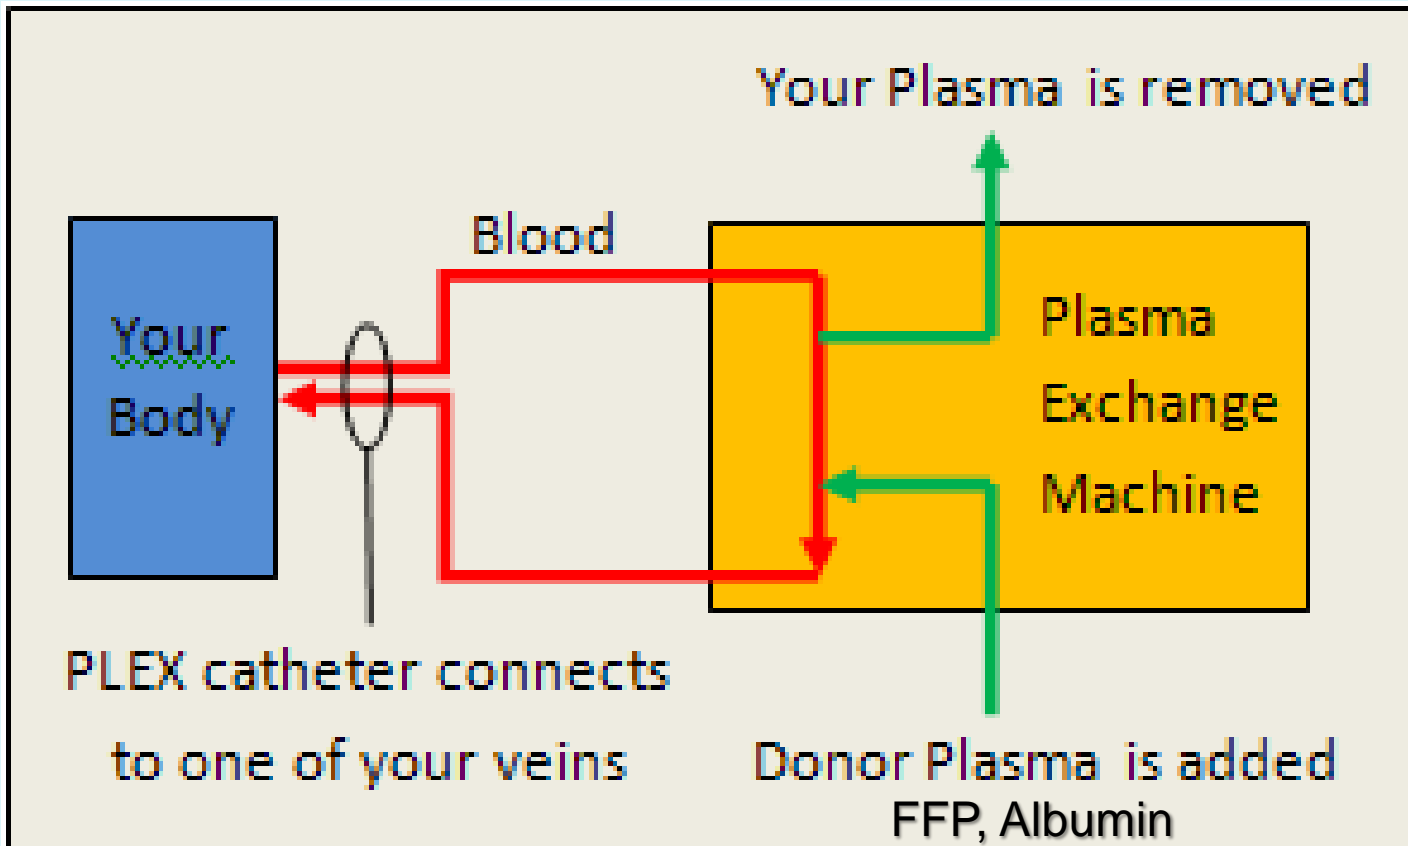 Your Plasma is removed
Blood
Your
Body
Plasma
Exchange
Machine
PLEX catheter connects
to one of your veins
Donor Plasma is added
FFP, Albumin